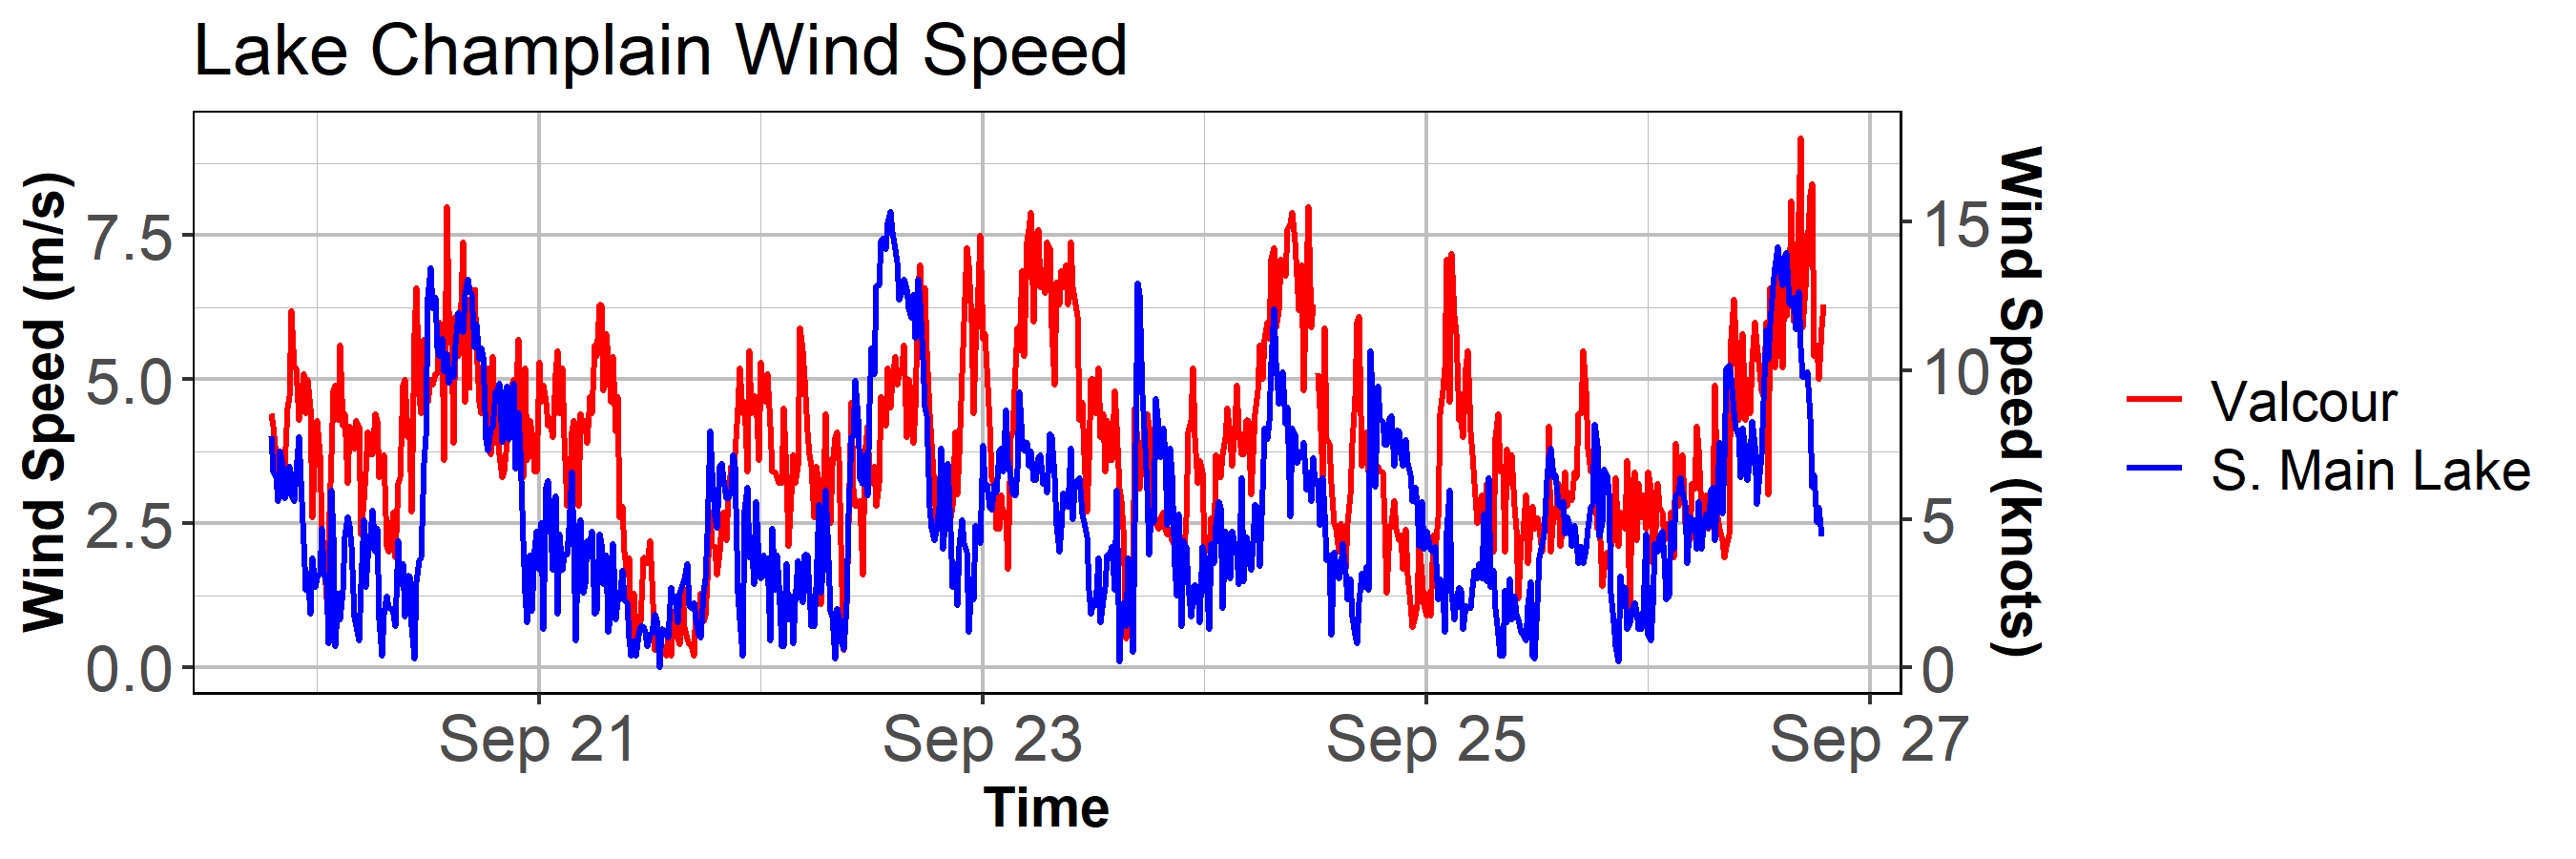 Lake Champlain Wind Speed
Wind Speed (m/s)
7.5
5.0
2.5
0.0
15
10
5
0
Wind Speed (knots)
Valcour
S. Main Lake
Sep 21 Sep 23 Sep 25 Sep 27
Time